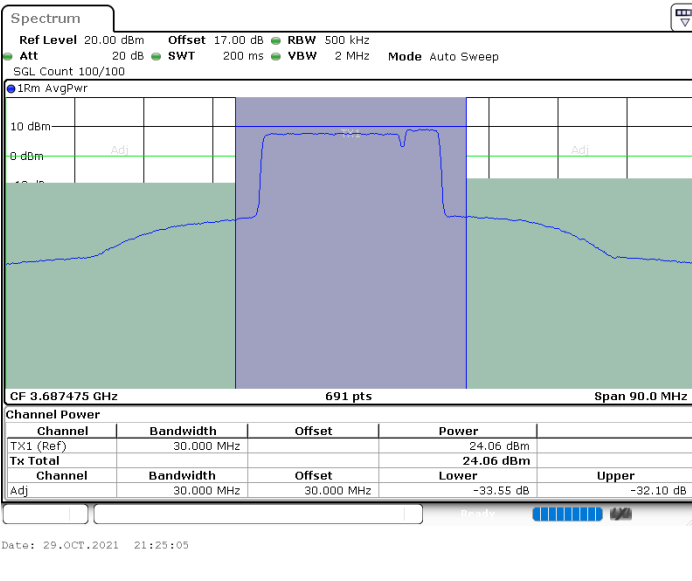 Spectrum
Ref Level 20.00 dBm Offset 17.00 dB RBW 500 kHz
Att 20 dB SWT 200 ms VBW 2 MHz Mode Auto Sweep
SGL Count 100/100
1Rm AvgPwr
10 dBm
TX1
Adj Adj
0 dBm
CF 3.687475 GHz 691 pts Span 90.0 MHz
Channel Power
Channel Bandwidth Offset Power
TX1 (Ref) 30.000 MHz 24.06 dBm
Tx Total 24.06 dBm
Channel Bandwidth Offset Lower Upper
Adj 30.000 MHz 30.000 MHz -33.55 dB -32.10 dB
Ready
Date: 29.OCT.2021 21:25:05